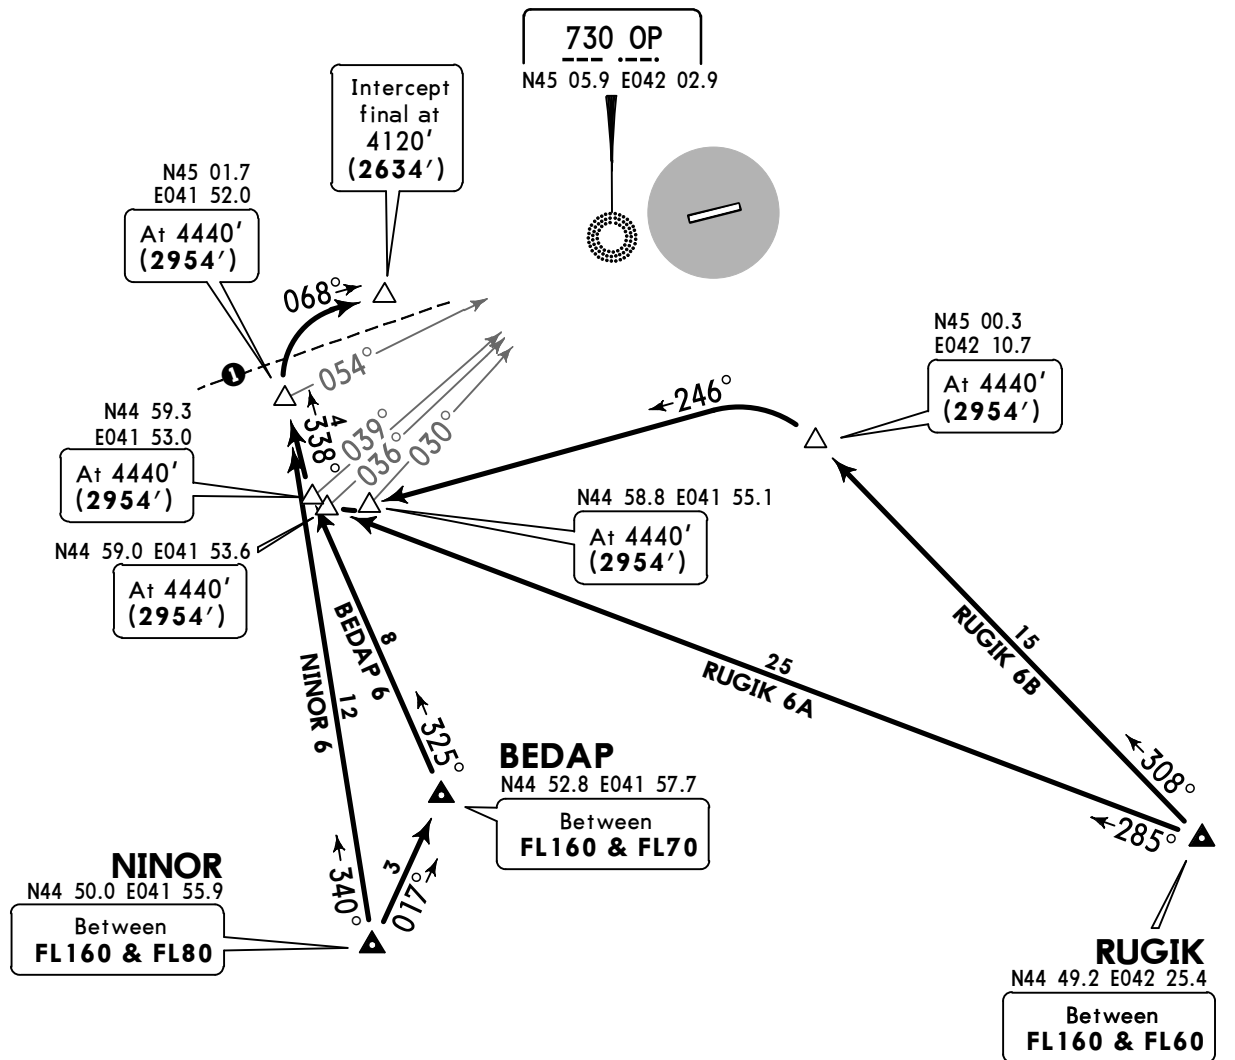 730 OP
N45 05.9 E042 02.9
Intercept
final at
4120'
(2634')
N45 01.7
E041 52.0
At 4440'
(2954')
068°
1
054°
N44 59.3
E041 53.0
At 4440'
(2954')
4
338°
039°
036°
030°
246°
N45 00.3
E042 10.7
At 4440'
(2954')
N44 58.8 E041 55.1
At 4440'
(2954')
N44 59.0 E041 53.6
At 4440'
(2954')
8
BEDAP 6
12
NINOR 6
25
RUGIK 6A
15
RUGIK 6B
325°
BEDAP
N44 52.8 E041 57.7
Between
FL160 & FL70
308°
285°
NINOR
N44 50.0 E041 55.9
Between
FL160 & FL80
340°
3
017°
RUGIK
N44 49.2 E042 25.4
Between
FL160 & FL60